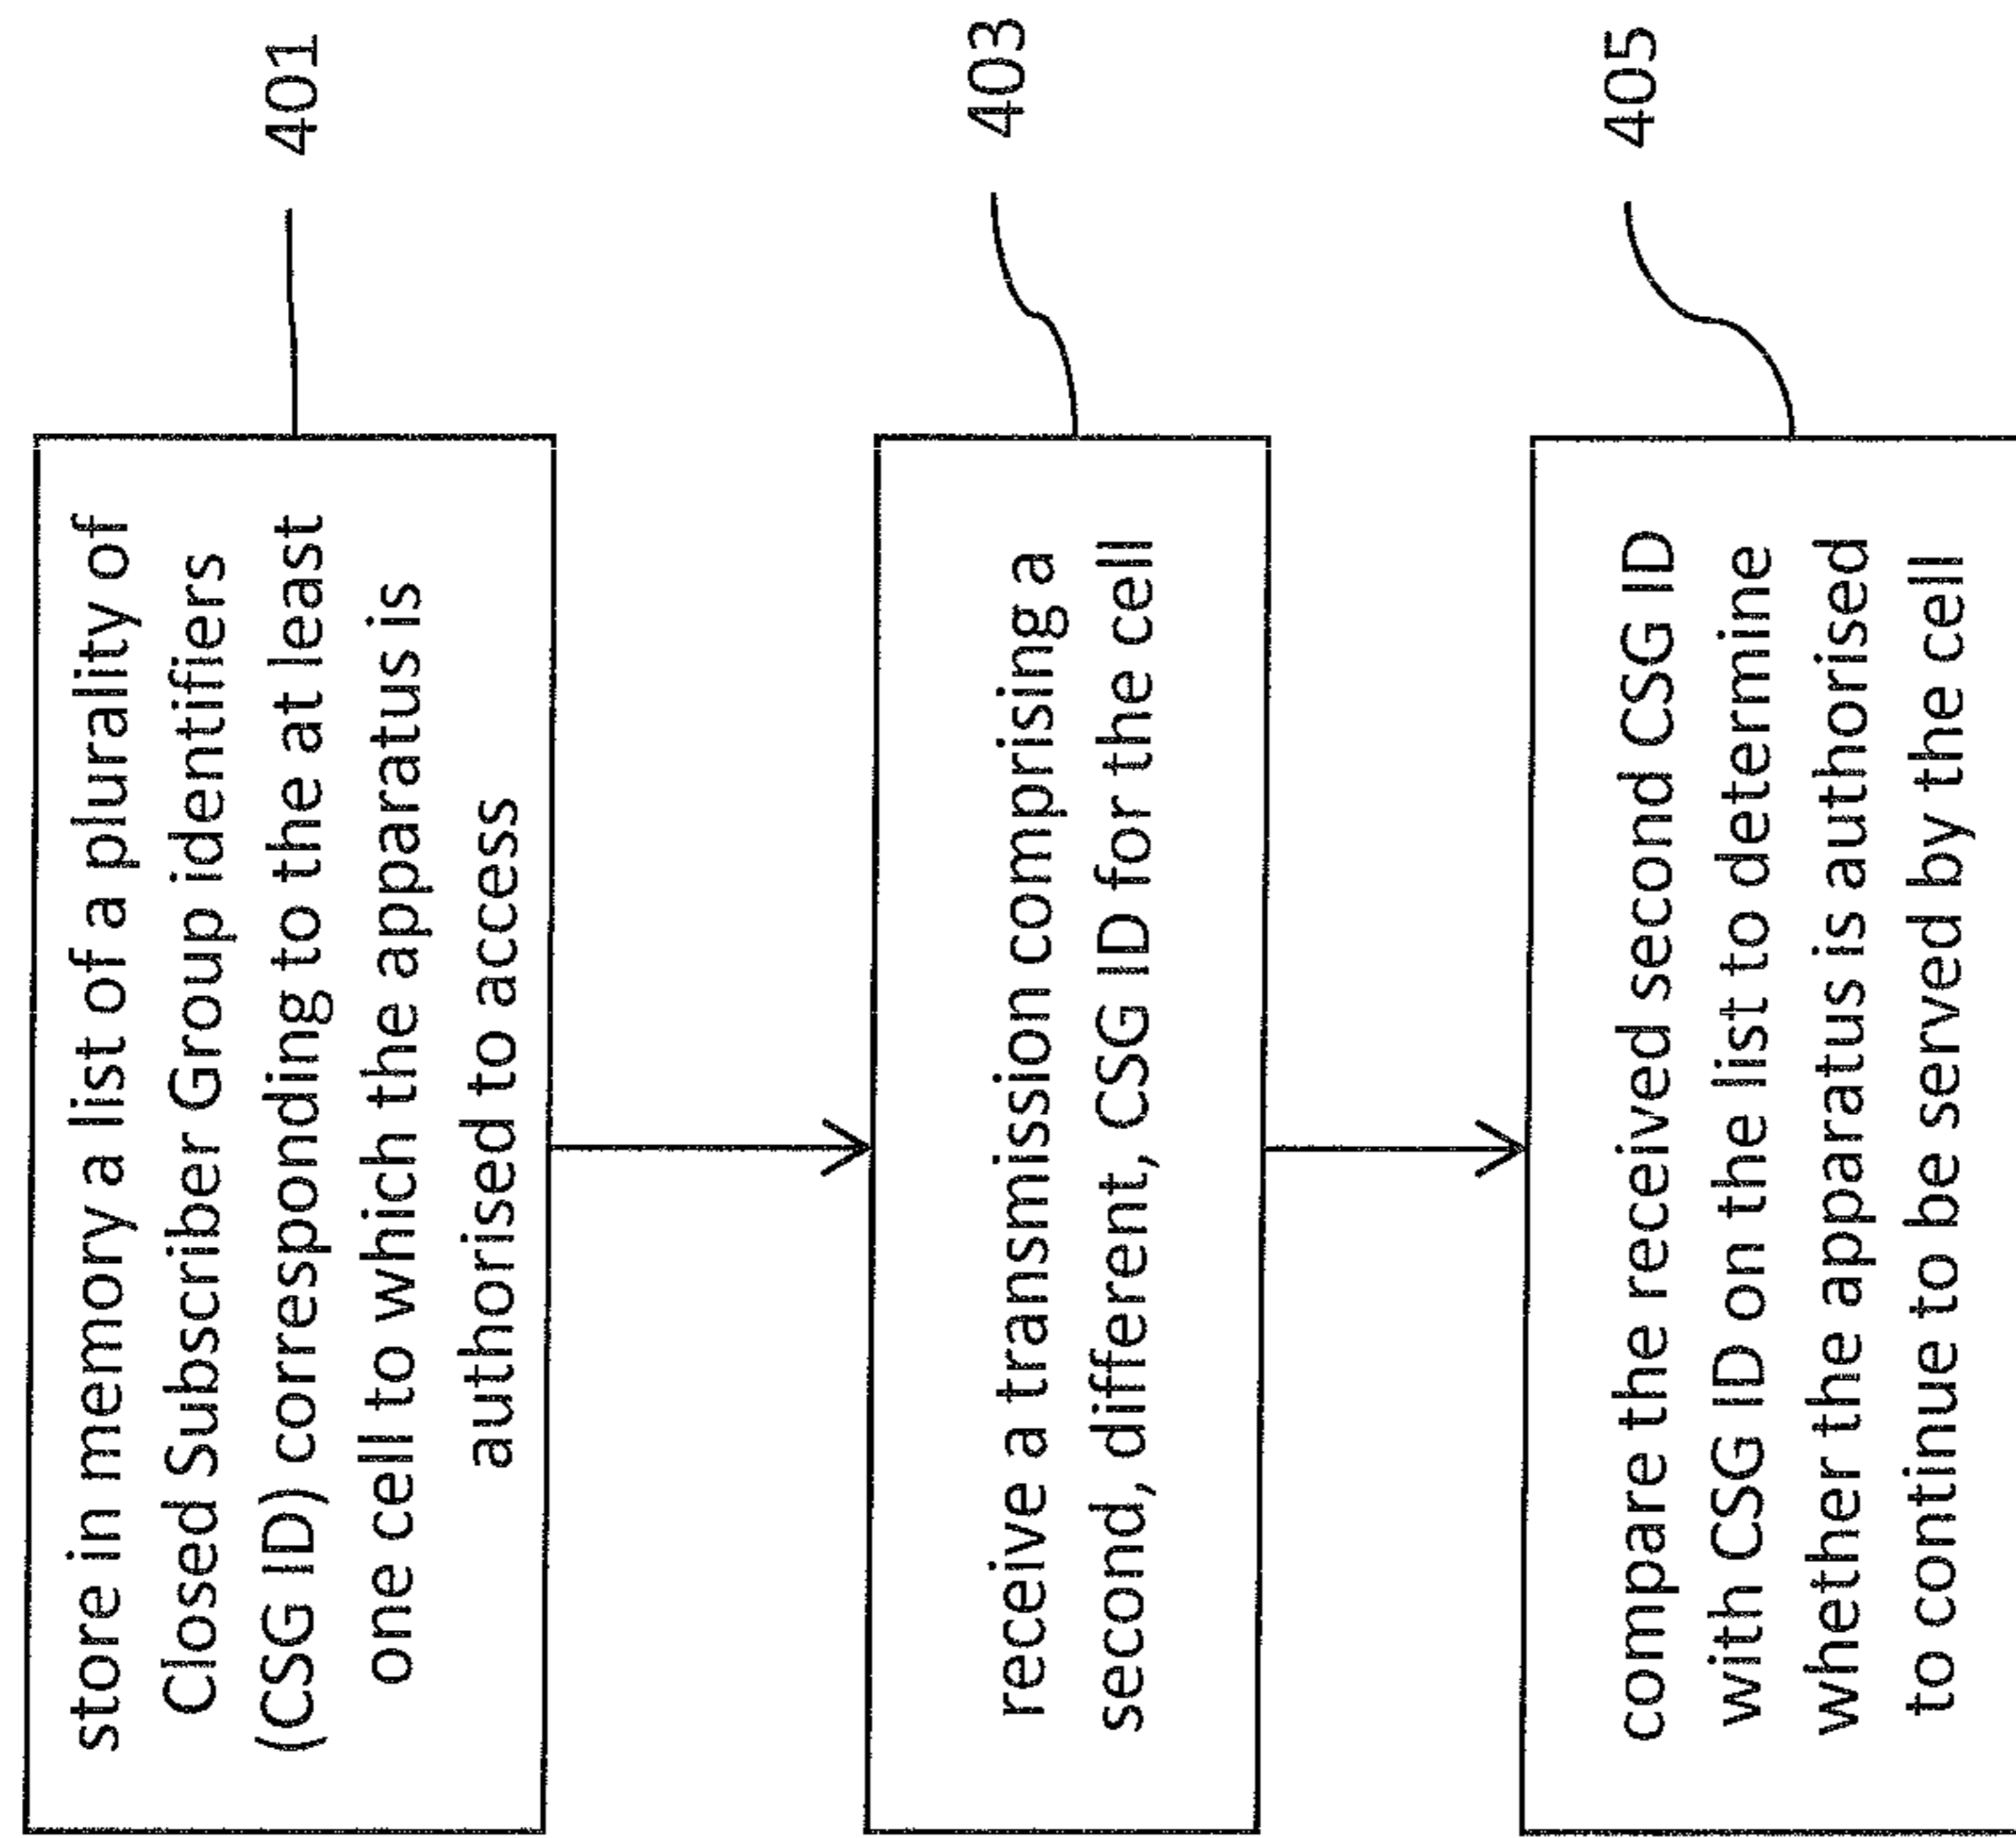 store in memory a list of a plurality of
Closed Subscriber Group identifiers
(CSG ID) corresponding to the at least
one cell to which the apparatus is
authorised to access
401
receive a transmission comprising a
second, different, CSG ID for the cell
403
compare the received second CSG ID
with CSG ID on the list to determine
whether the apparatus is authorised
to continue to be served by the cell
405